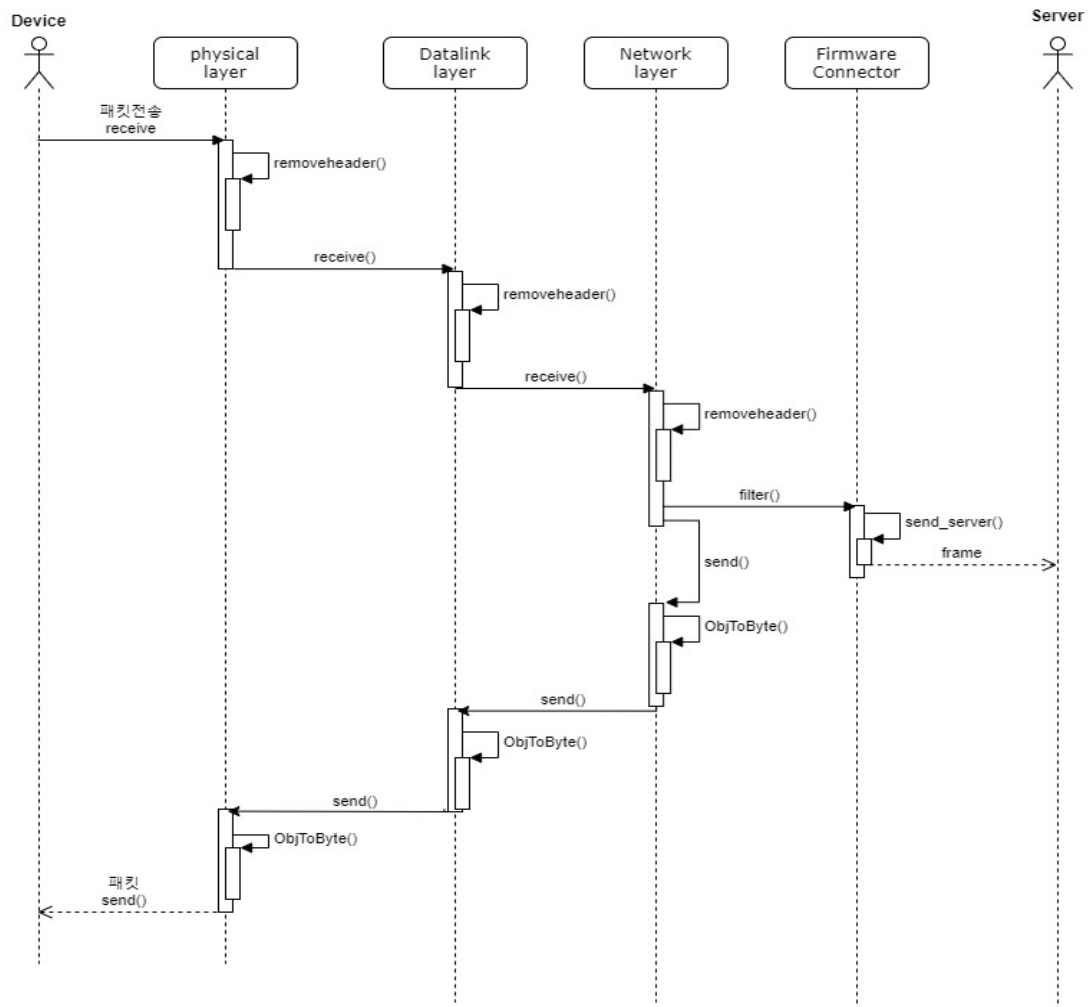 Device
Server
physical
layer
Datalink
layer
Network
layer
Firmware
Connector
패킷전송
receive
removeheader()
receive()
removeheader()
receive()
removeheader()
filter()
send_server()
frame
send()
ObjToByte()
send()
ObjToByte()
send()
ObjToByte()
패킷
send()